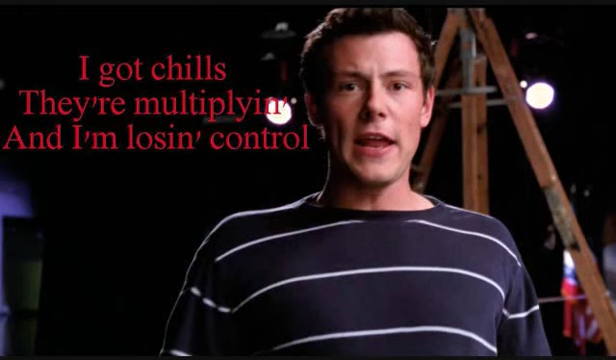 I got chills
They're multiplyin'
And I'm losin' control